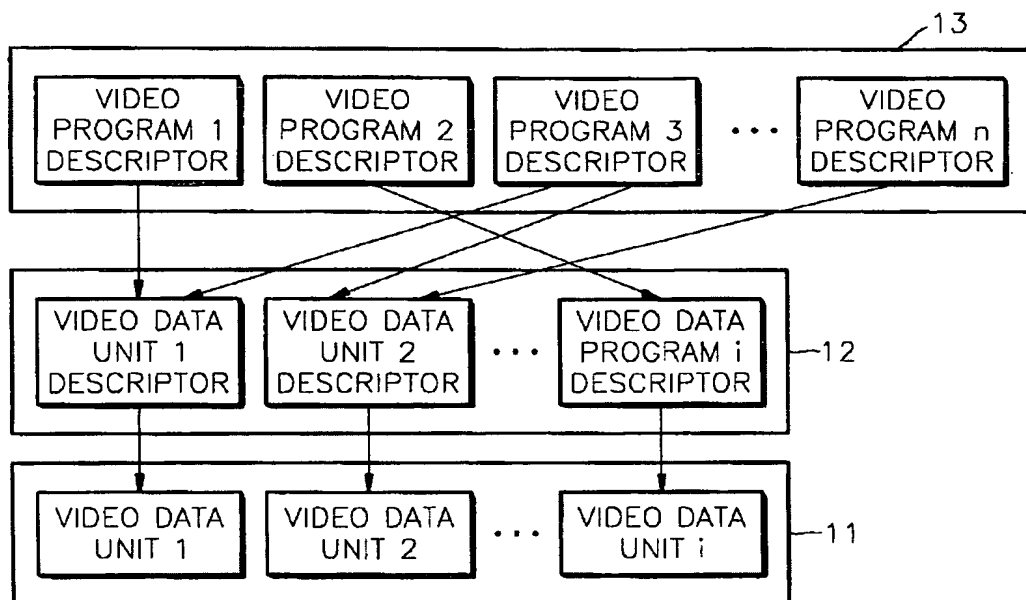 13
VIDEO PROGRAM 1 DESCRIPTOR
VIDEO PROGRAM 2 DESCRIPTOR
VIDEO PROGRAM 3 DESCRIPTOR
...
VIDEO PROGRAM n DESCRIPTOR
VIDEO DATA UNIT 1 DESCRIPTOR
VIDEO DATA UNIT 2 DESCRIPTOR
...
VIDEO DATA PROGRAM i DESCRIPTOR
12
VIDEO DATA UNIT 1
VIDEO DATA UNIT 2
...
VIDEO DATA UNIT i
11